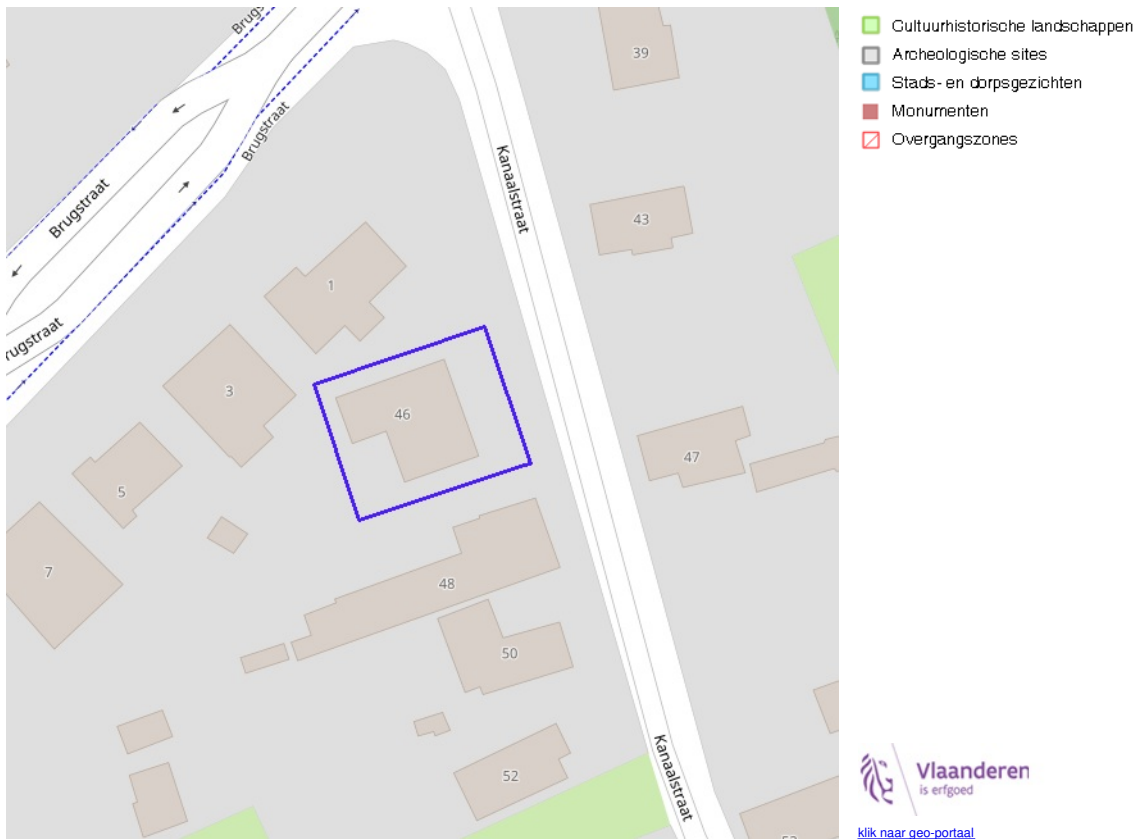 Brugst
Brugstraat
Brugstraat
Brugstraat
Kanaalstraat
39
43
1
3
46
5
47
7
48
50
52
Kanaalstraat
Cultuurhistorische landschappen
Archeologische sites
Stads- en dorpsgezichten
Monumenten
Overgangszones
Vlaanderen
is erfgoed
klik naar geo-portaal